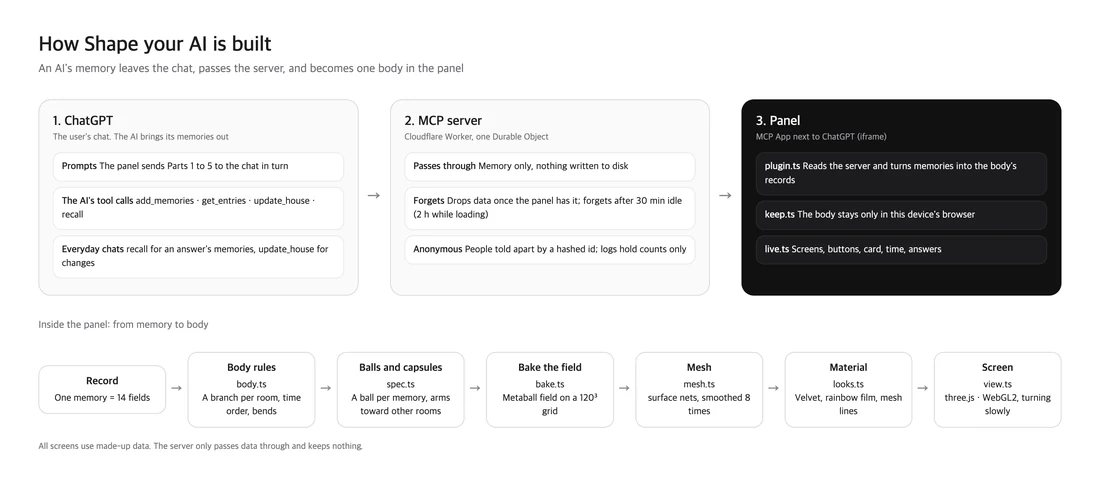 How Shape your AI is built
An AI's memory leaves the chat, passes the server, and becomes one body in the panel
1. ChatGPT
The user's chat. The AI brings its memories out
Prompts The panel sends Parts 1 to 5 to the chat in turn
The AI's tool calls add_memories · get_entries · update_house ·
recall
Everyday chats recall for an answer's memories, update_house for
changes
→
2. MCP server
Cloudflare Worker, one Durable Object
Passes through Memory only, nothing written to disk
Forgets Drops data once the panel has it; forgets after 30 min idle
(2 h while loading)
Anonymous People told apart by a hashed id; logs hold counts only
→
3. Panel
MCP App next to ChatGPT (iframe)
plugin.ts Reads the server and turns memories into the body's
records
keep.ts The body stays only in this device's browser
live.ts Screens, buttons, card, time, answers
Inside the panel: from memory to body
Record
One memory = 14 fields
→
Body rules
body.ts
A branch per room, time
order, bends
→
Balls and capsules
spec.ts
A ball per memory, arms
toward other rooms
→
Bake the field
bake.ts
Metaball field on a 120³
grid
→
Mesh
mesh.ts
surface nets, smoothed 8
times
→
Material
looks.ts
Velvet, rainbow film, mesh
lines
→
Screen
view.ts
three.js · WebGL2, turning
slowly
All screens use made-up data. The server only passes data through and keeps nothing.